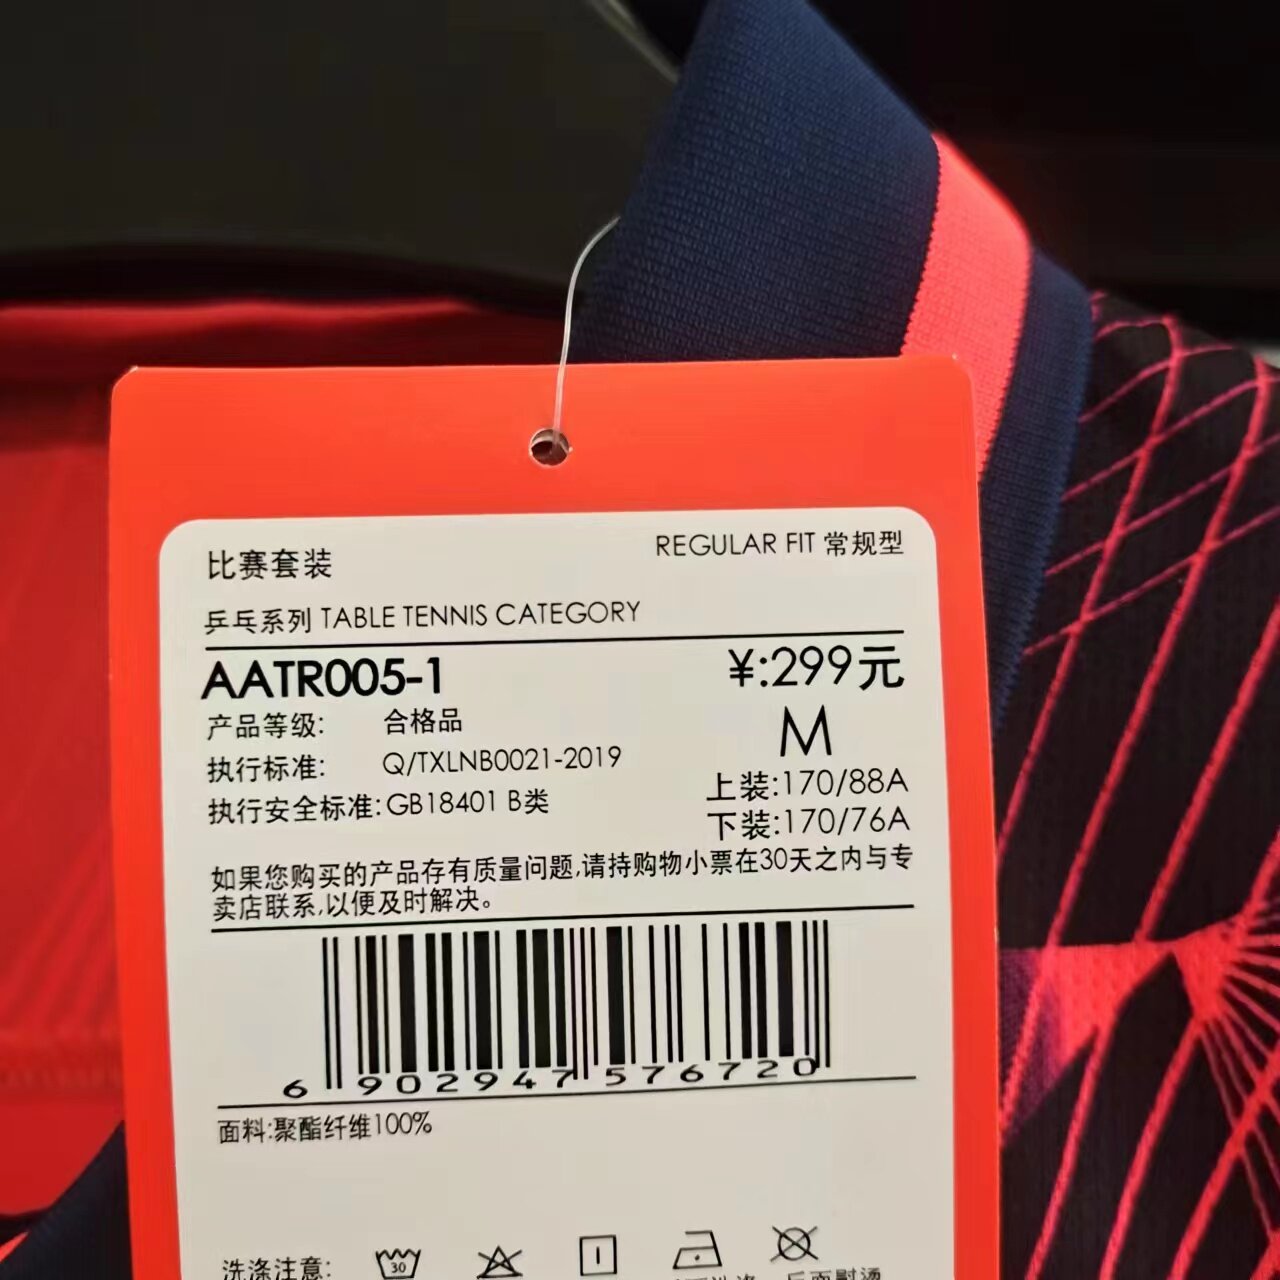 比赛套装
REGULAR FIT 常规型
乒乓系列 TABLE TENNIS CATEGORY
AATR005-1
¥:299元
产品等级: 合格品
M
执行标准: Q/TXLNB0021-2019
上装:170/88A
执行安全标准:GB18401 B类
下装:170/76A
如果您购买的产品存有质量问题,请持购物小票在30天之内与专
卖店联系,以便及时解决。
6 902947 576720
面料:聚酯纤维100%
30
洗涤注意:
反面熨烫